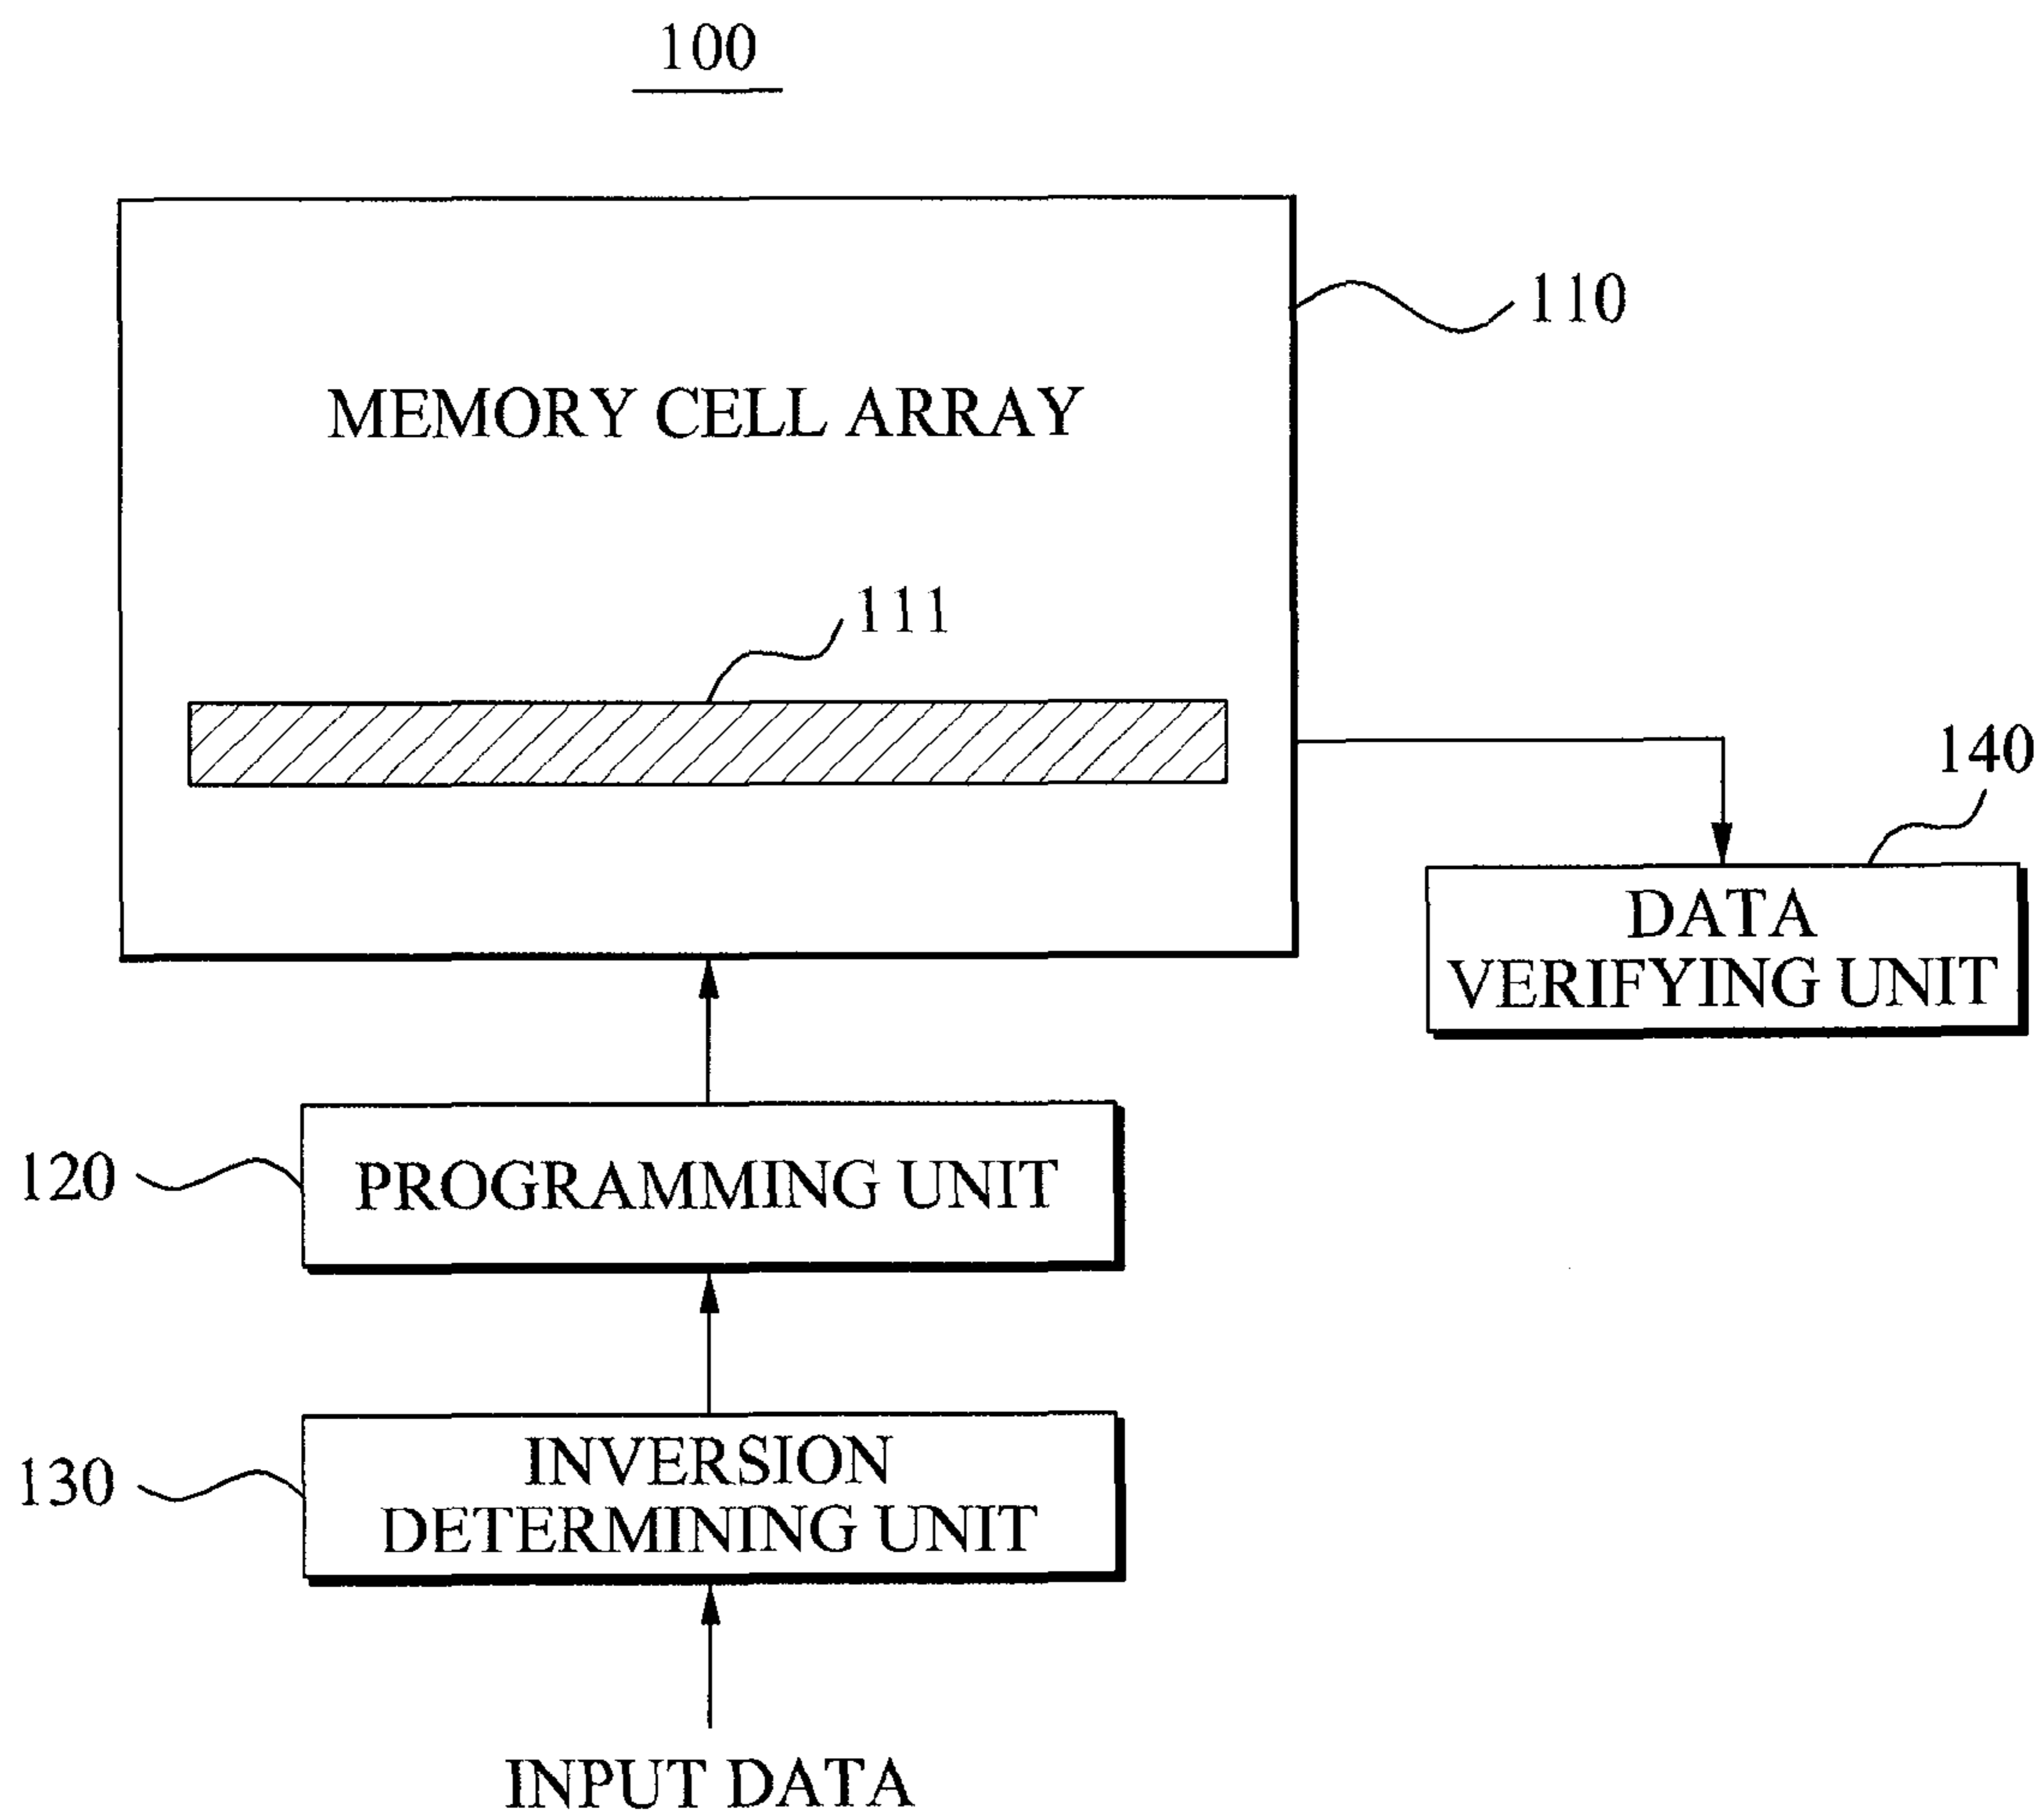 100
110
MEMORY CELL ARRAY
111
140
DATA
VERIFYING UNIT
120
PROGRAMMING UNIT
130
INVERSION
DETERMINING UNIT
INPUT DATA